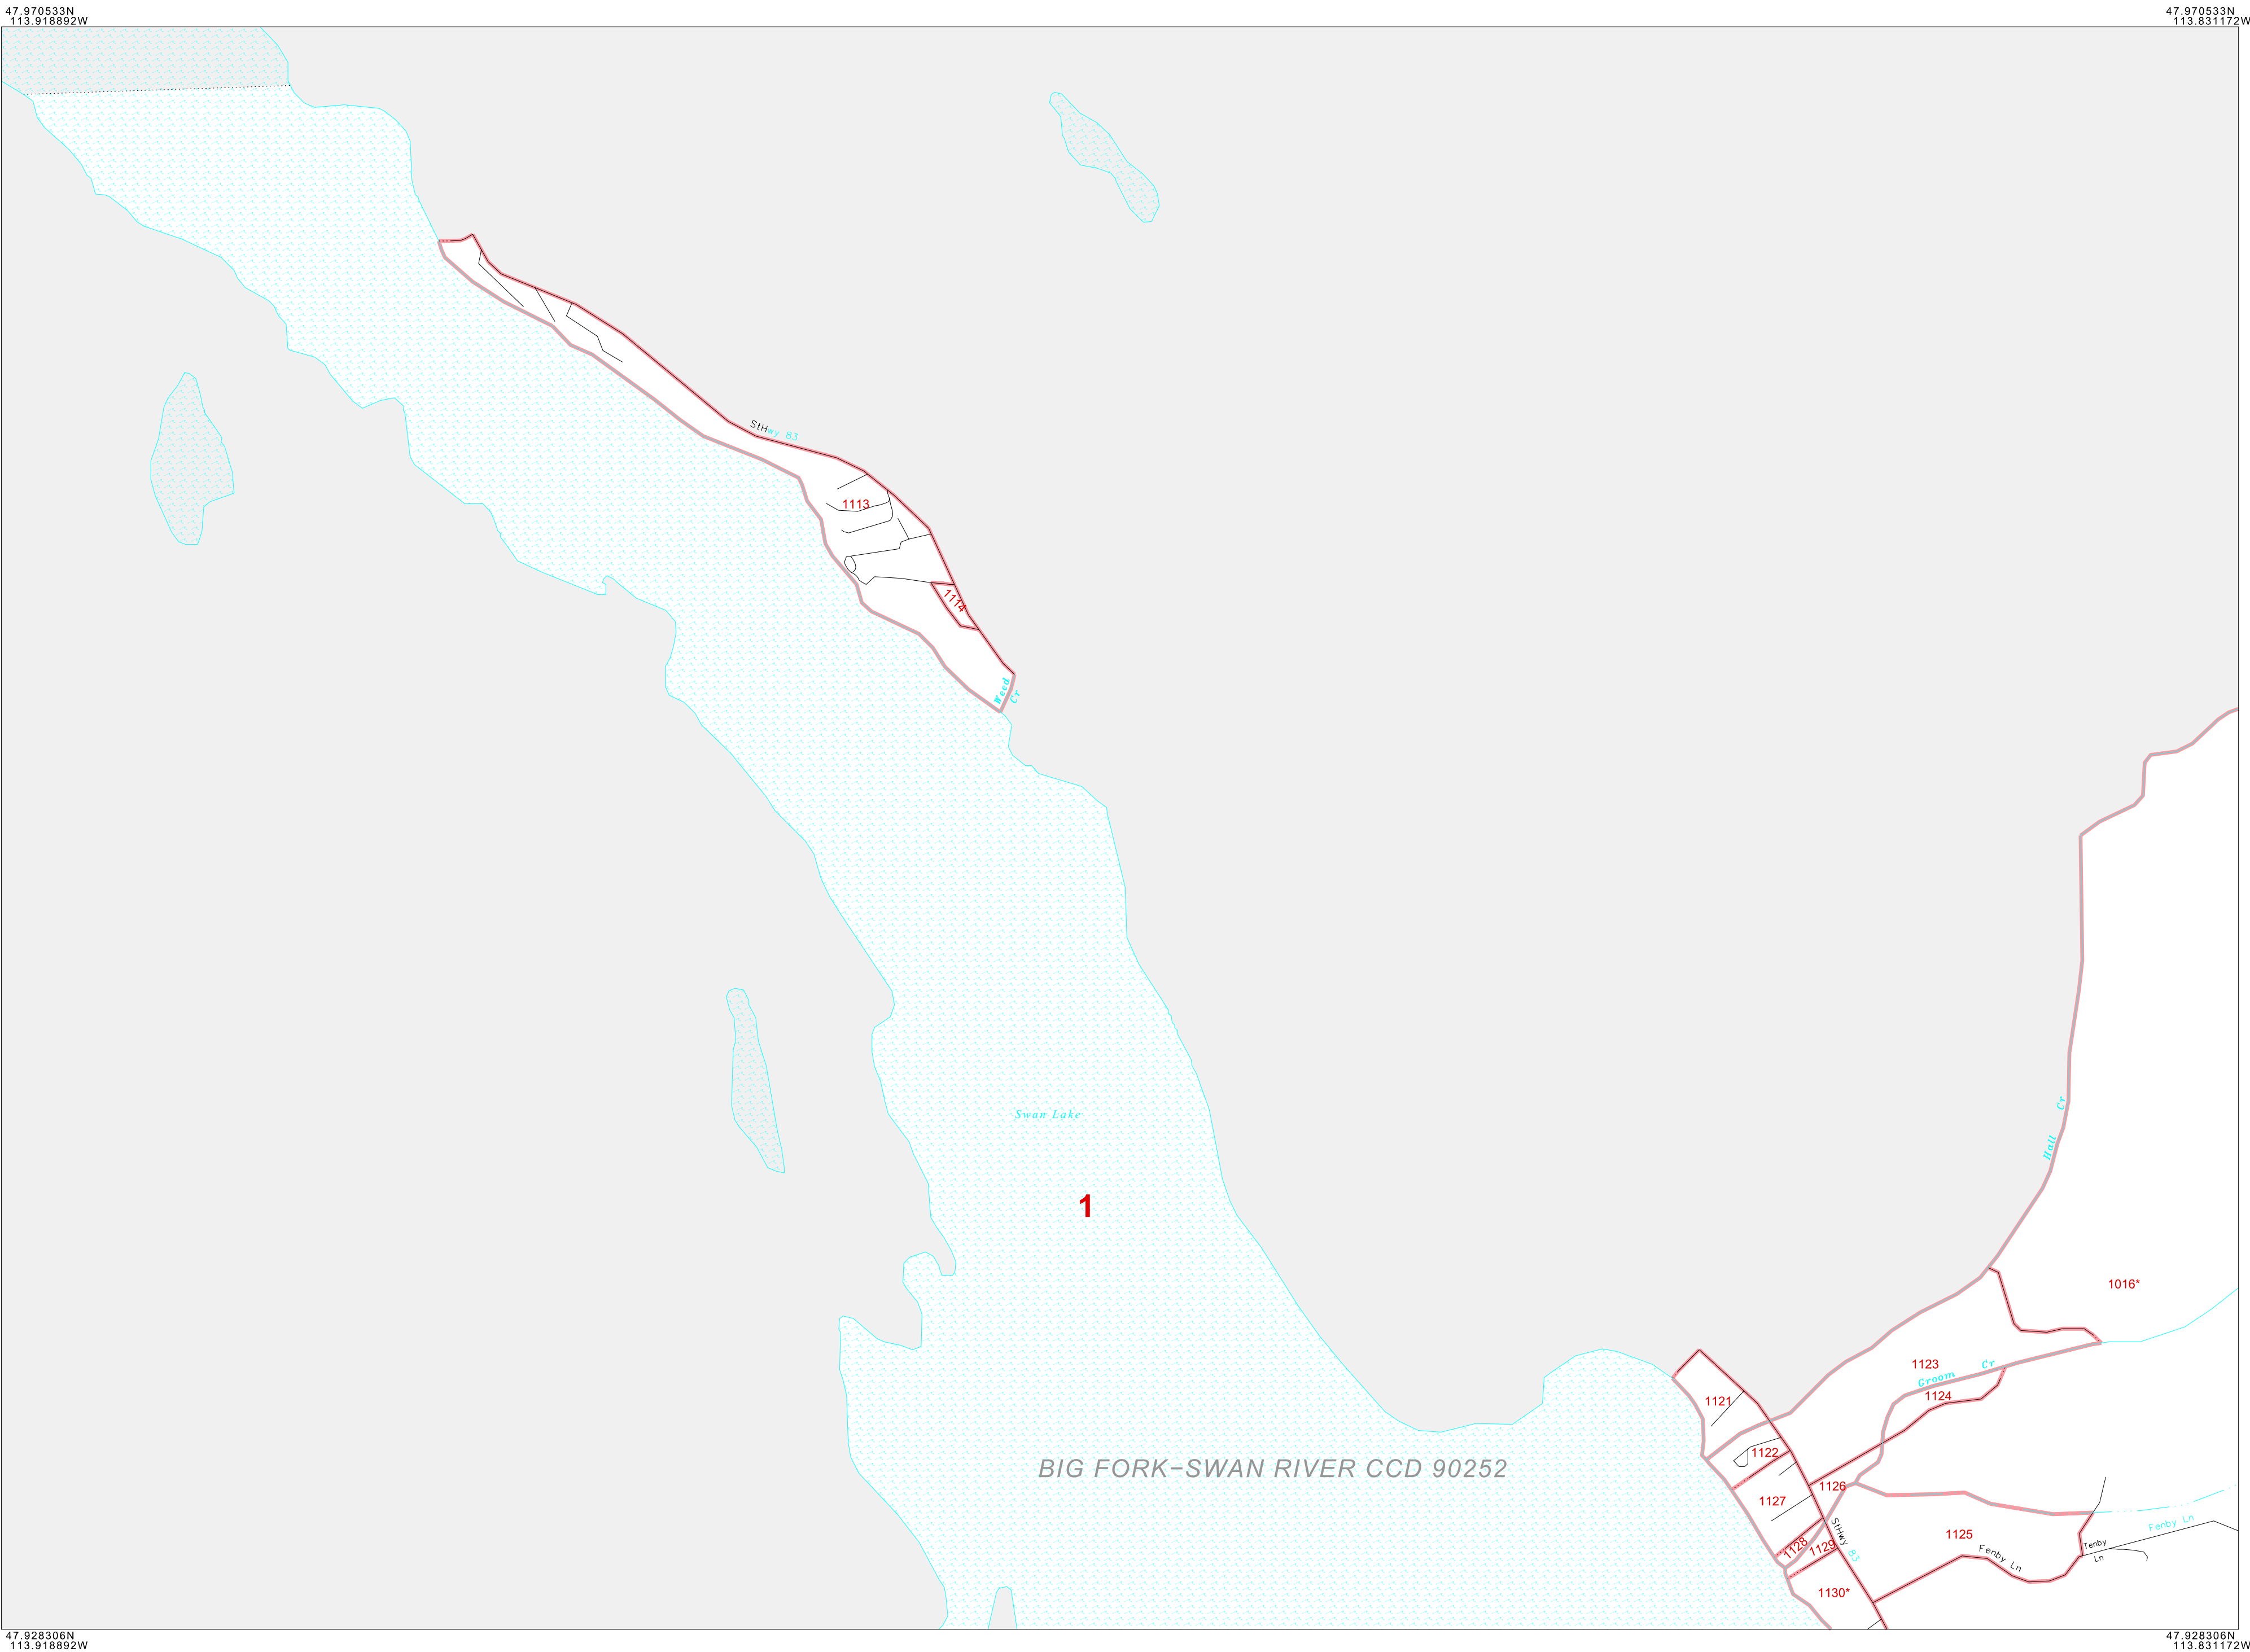 47.970533N
113.918892W
47.970533N
113.831172W
StHwy 83
1113
1114
Weed
Cr
Hall Cr
Swan Lake
1
1016*
1123
Groom Cr
1124
1121
1122
BIG FORK−SWAN RIVER CCD 90252
1126
1127
StHwy 83
Fenby Ln
1125
1128
1129
Fenby Ln
Tenby
Ln
1130*
47.928306N
113.918892W
47.928306N
113.831172W